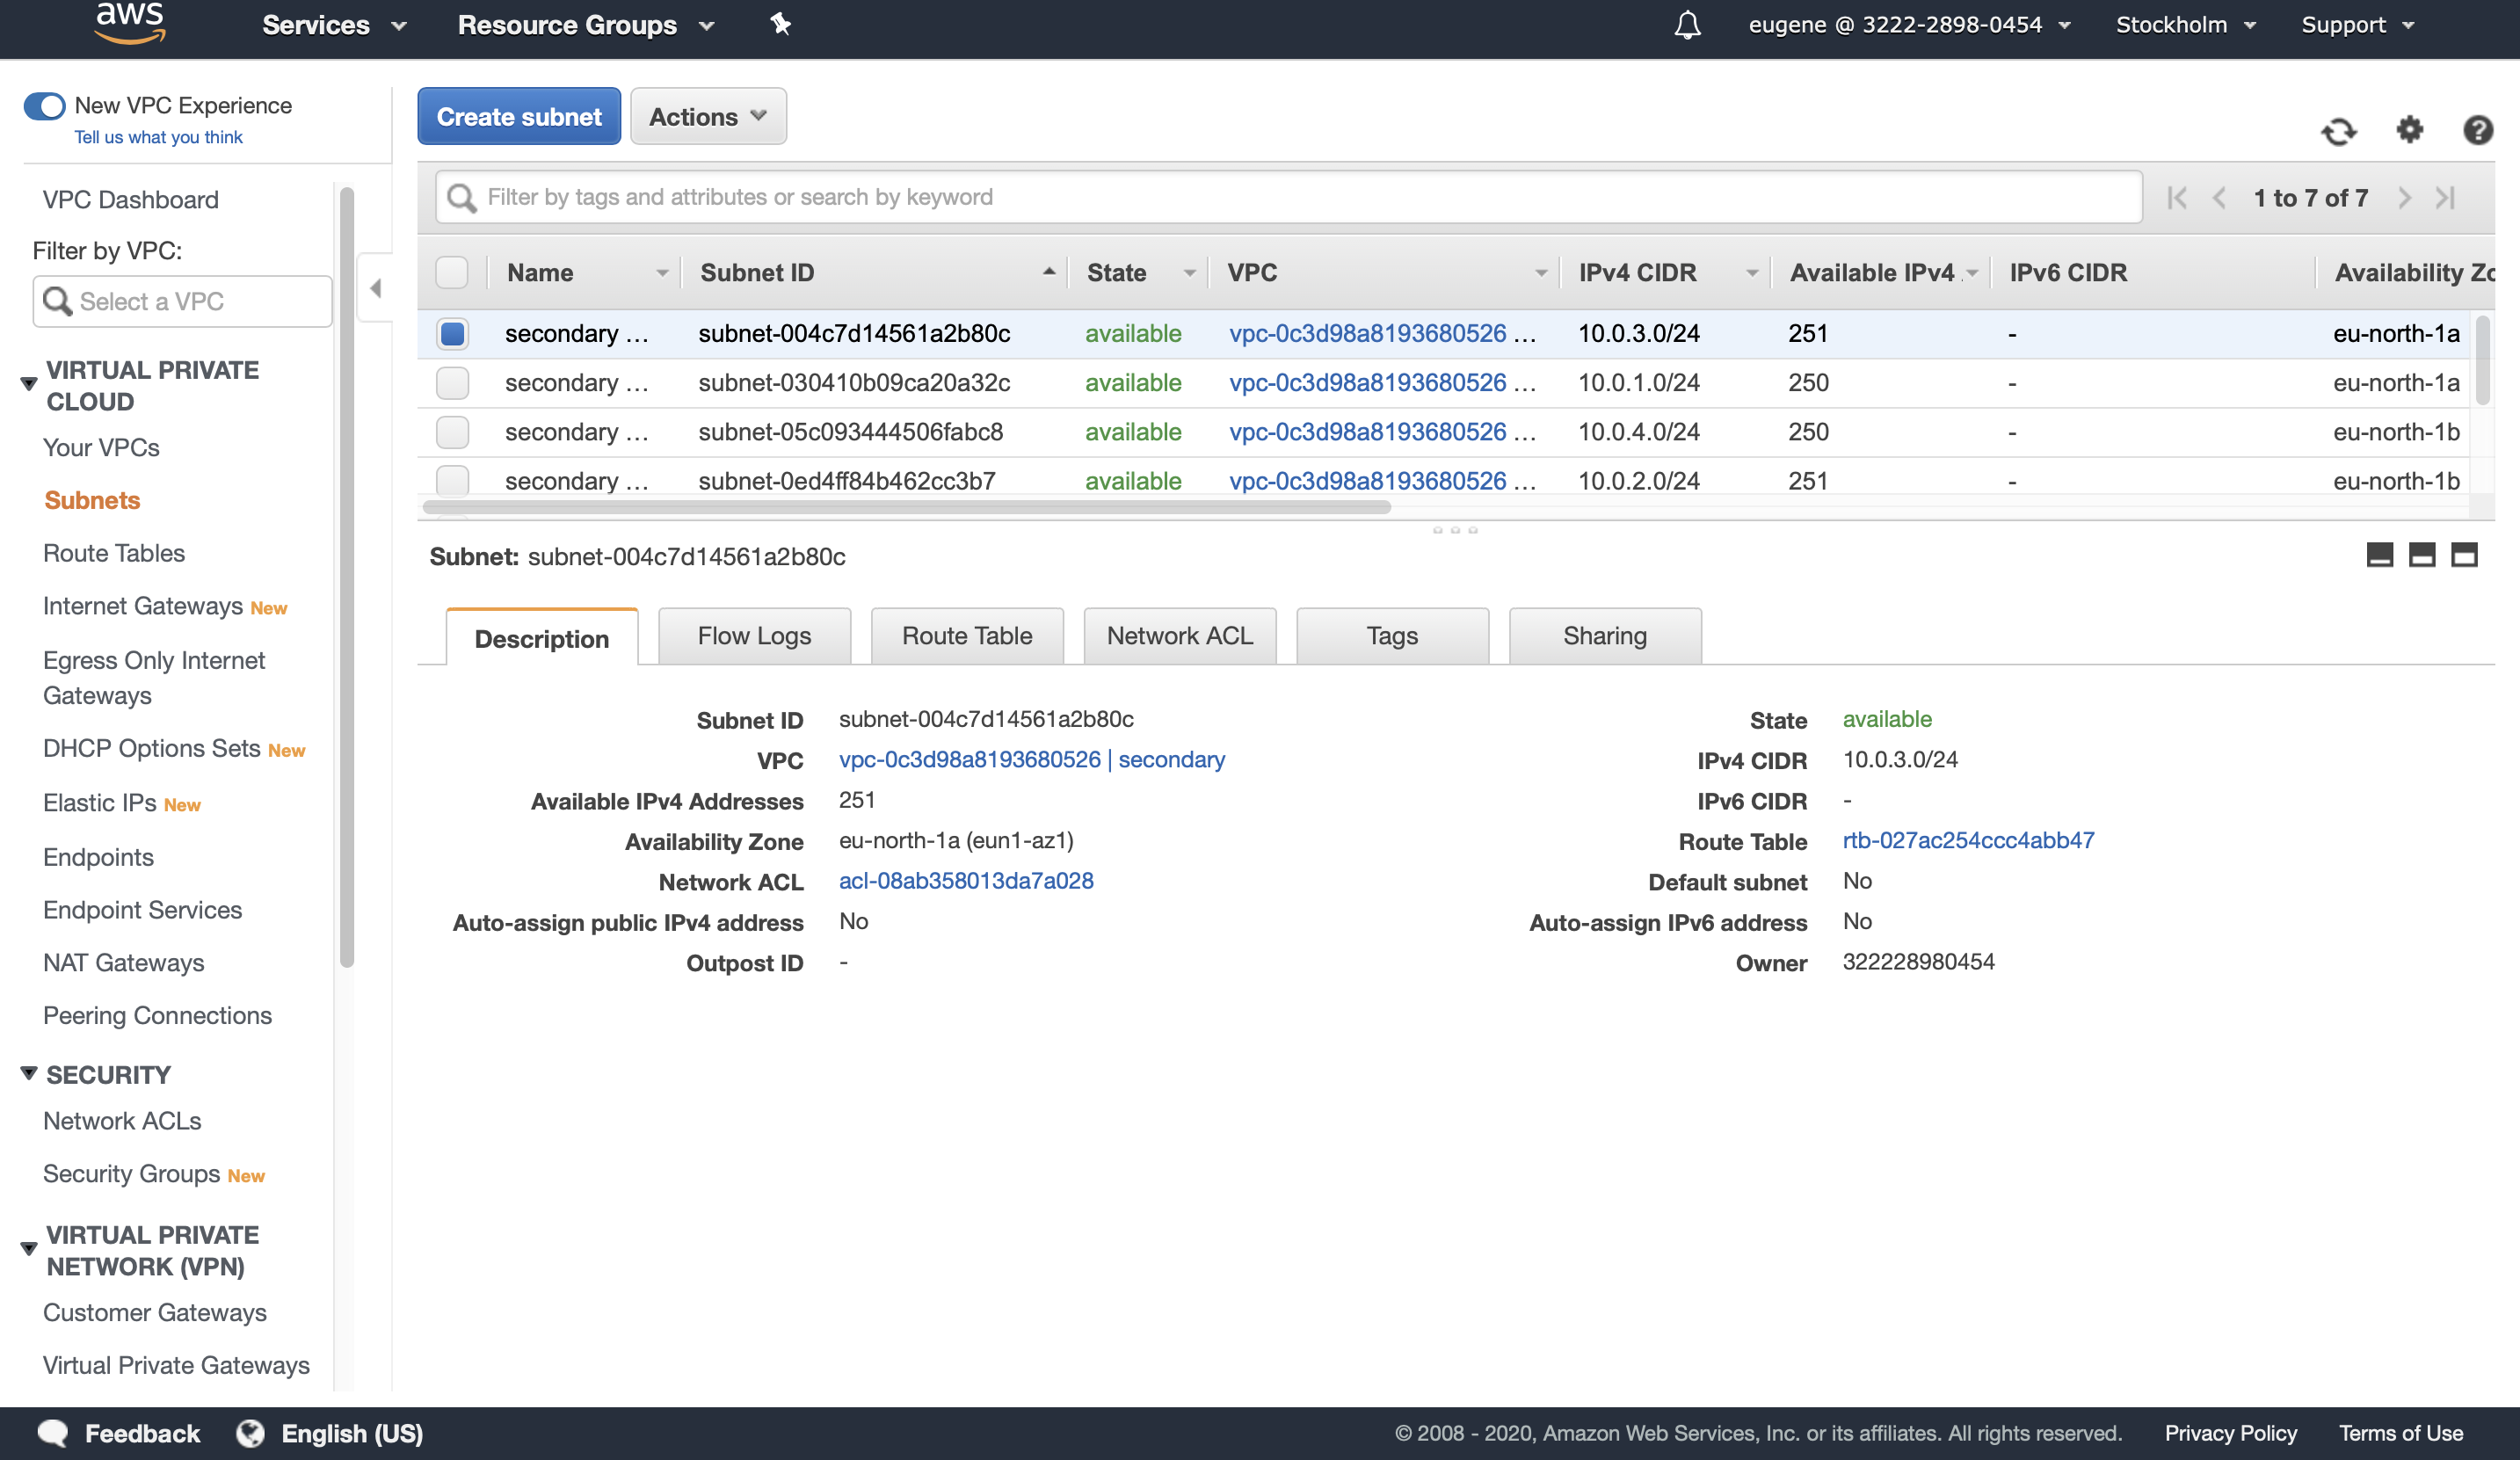 aws
Services
Resource Groups
eugene @ 3222-2898-0454
Stockholm
Support
New VPC Experience
Tell us what you think
VPC Dashboard
Filter by VPC:
Select a VPC
VIRTUAL PRIVATE
CLOUD
Your VPCs
Subnets
Route Tables
Internet Gateways New
Egress Only Internet
Gateways
DHCP Options Sets New
Elastic IPs New
Endpoints
Endpoint Services
NAT Gateways
Peering Connections
SECURITY
Network ACLs
Security Groups New
VIRTUAL PRIVATE
NETWORK (VPN)
Customer Gateways
Virtual Private Gateways
Create subnet
Actions
Filter by tags and attributes or search by keyword
1 to 7 of 7
Name Subnet ID State VPC IPv4 CIDR Available IPv4 . IPv6 CIDR Availability Zo
secondary ... subnet-004c7d14561a2b80c available vpc-0c3d98a8193680526 ... 10.0.3.0/24 251 - eu-north-1a
secondary ... subnet-030410b09ca20a32c available vpc-0c3d98a8193680526 ... 10.0.1.0/24 250 - eu-north-1a
secondary ... subnet-05c093444506fabc8 available vpc-0c3d98a8193680526 ... 10.0.4.0/24 250 - eu-north-1b
secondary ... subnet-0ed4ff84b462cc3b7 available vpc-0c3d98a8193680526 ... 10.0.2.0/24 251 - eu-north-1b
Subnet: subnet-004c7d14561a2b80c
Description
Flow Logs
Route Table
Network ACL
Tags
Sharing
Subnet ID subnet-004c7d14561a2b80c
VPC vpc-0c3d98a8193680526 | secondary
Available IPv4 Addresses 251
Availability Zone eu-north-1a (eun1-az1)
Network ACL acl-08ab358013da7a028
Auto-assign public IPv4 address No
Outpost ID -
State available
IPv4 CIDR 10.0.3.0/24
IPv6 CIDR -
Route Table rtb-027ac254ccc4abb47
Default subnet No
Auto-assign IPv6 address No
Owner 322228980454
Feedback
English (US)
© 2008 - 2020, Amazon Web Services, Inc. or its affiliates. All rights reserved.
Privacy Policy
Terms of Use